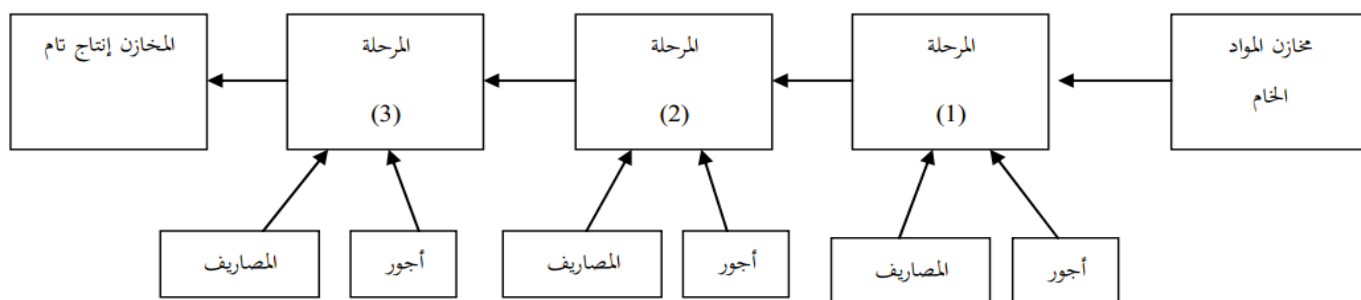 مخازن المواد
الخام
المرحلة
(1)
المرحلة
(2)
المرحلة
(3)
المخازن إنتاج تام
أجور
المصاريف
أجور
المصاريف
أجور
المصاريف